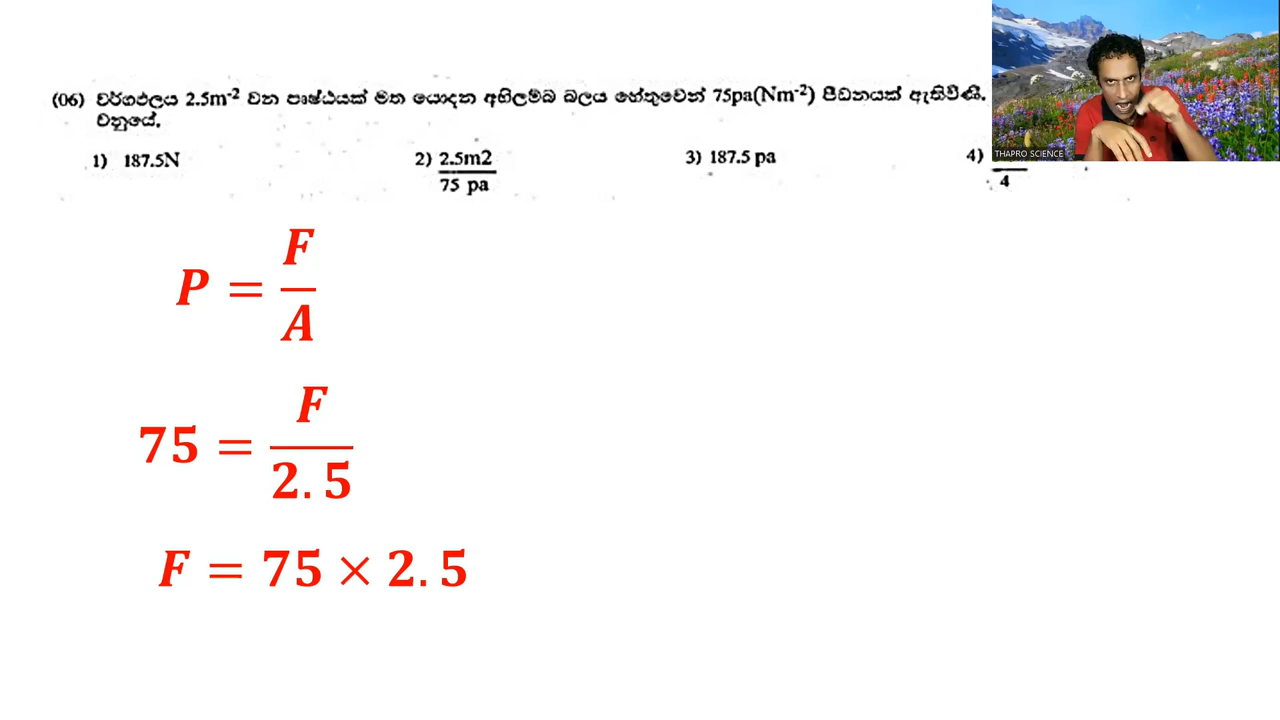 (06) වර්ගඵලය 2.5m⁻² වන පෘෂ්ඨයක් මත යොදන අභිලම්බ බලය හේතුවෙන් 75pa(Nm⁻²) පීඩනයක් ඇතිවිණි.
වනුයේ.
1) 187.5N 2) 2.5m2 / 75 pa 3) 187.5 pa 4) / 4
THAPRO SCIENCE
P = F / A
75 = F / 2.5
F = 75 × 2.5